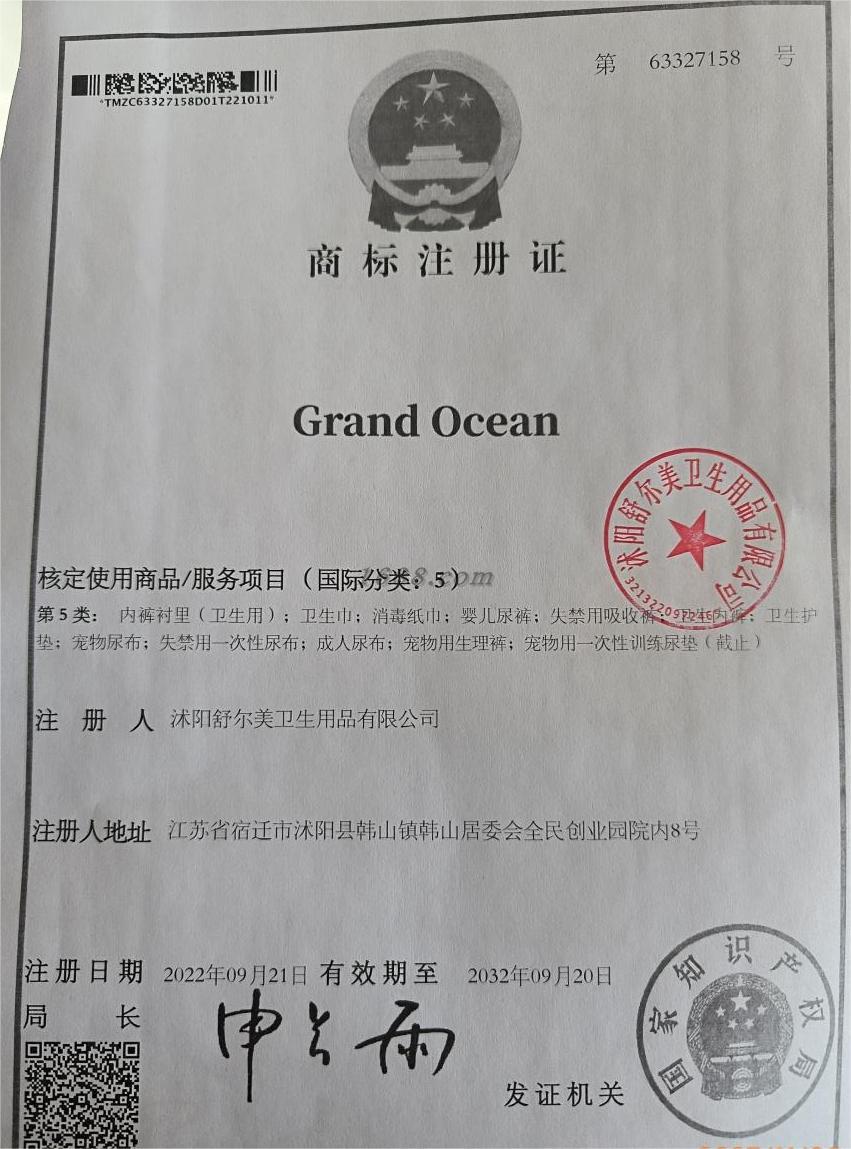 第 63327158 号
*TMZC63327158D01T221011*
商标注册证
Grand Ocean
沭阳舒尔美卫生用品有限公司
核定使用商品/服务项目（国际分类：5）
.com
第5类：内裤衬里（卫生用）；卫生巾；消毒纸巾；婴儿尿裤；失禁用吸收裤；卫生内裤；卫生护
垫；宠物尿布；失禁用一次性尿布；成人尿布；宠物用生理裤；宠物用一次性训练尿垫（截止）
注册人 沭阳舒尔美卫生用品有限公司
注册人地址 江苏省宿迁市沭阳县韩山镇韩山居委会全民创业园院内8号
注册日期 2022年09月21日 有效期至 2032年09月20日
局长 申长雨
发证机关
国家知识产权局